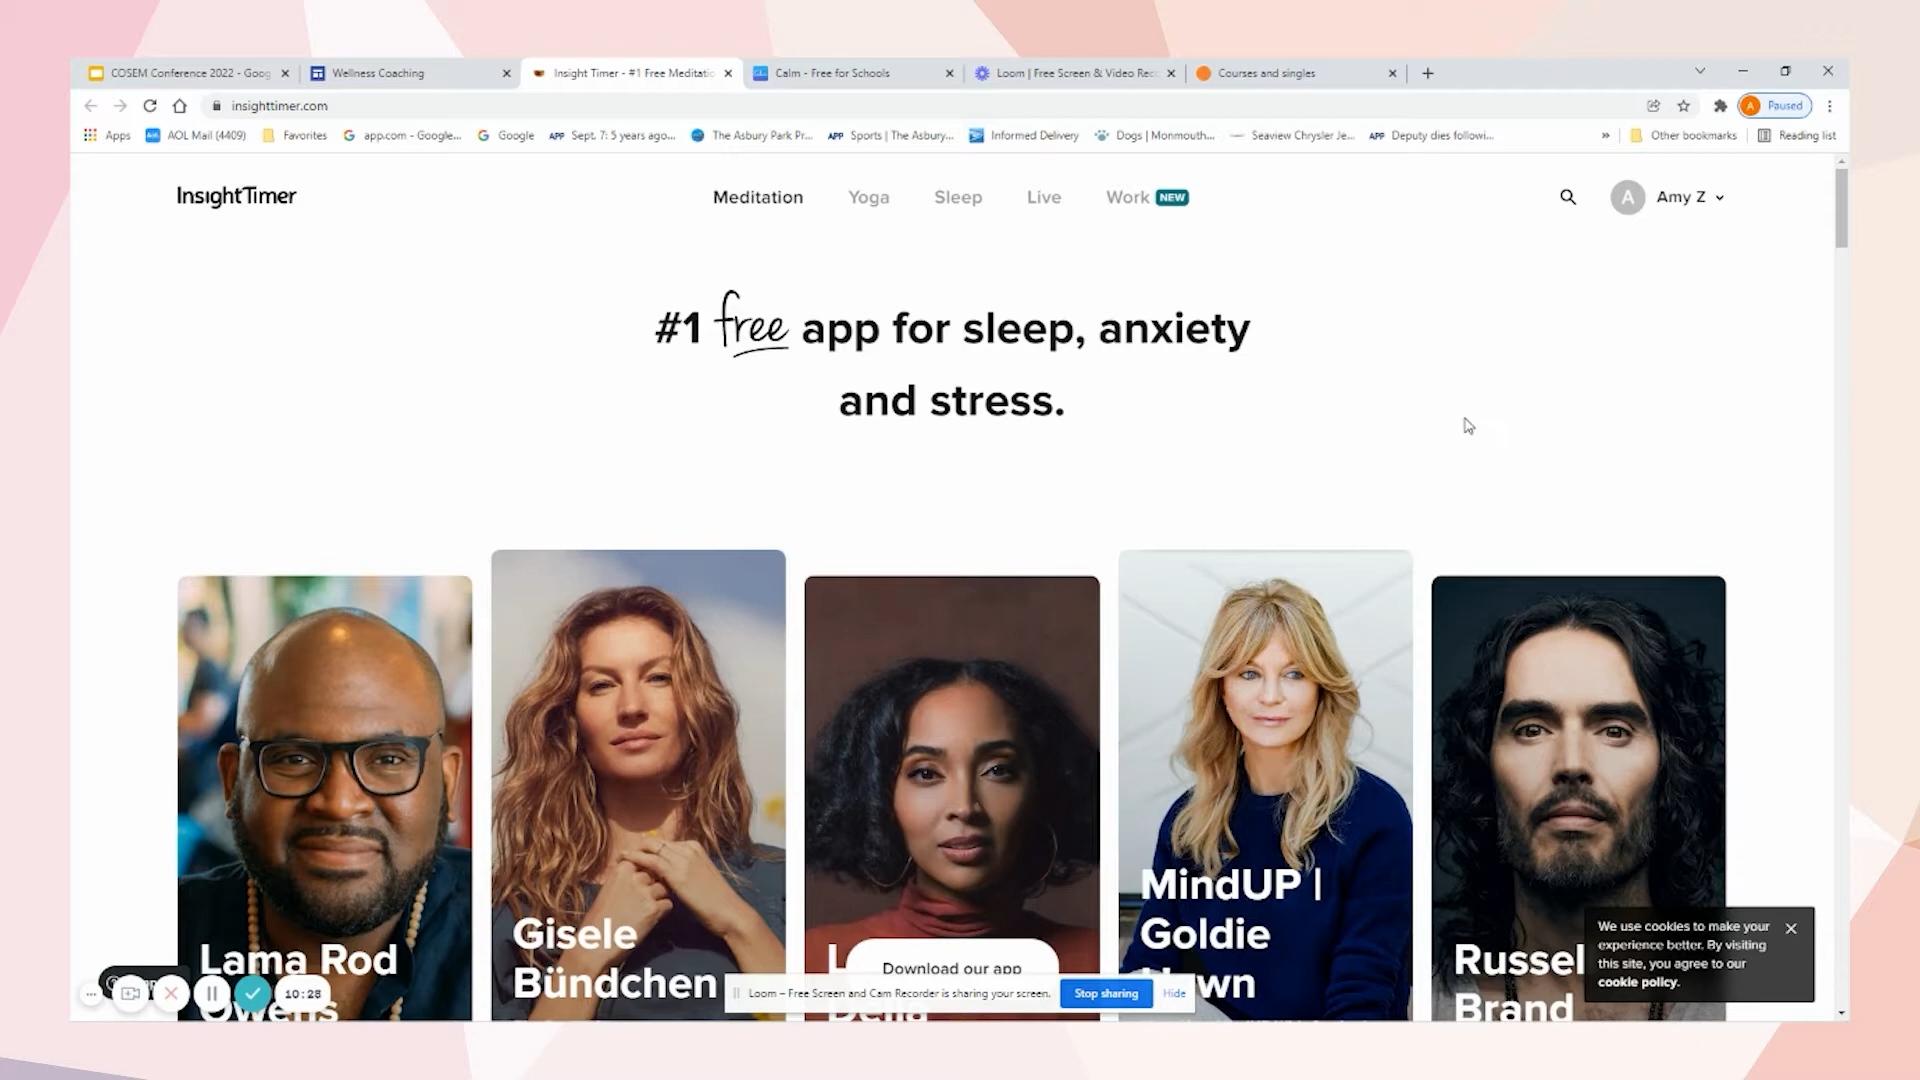 COSEM Conference 2022 - Goog
Wellness Coaching
Insight Timer - #1 Free Meditatio
Calm - Free for Schools
Loom | Free Screen & Video Rec
Courses and singles
insighttimer.com
A
Paused
Apps
AOL Mail (4409)
Favorites
app.com - Google...
Google
APP Sept. 7: 5 years ago...
The Asbury Park Pr...
APP Sports | The Asbury...
Informed Delivery
Dogs | Monmouth...
Seaview Chrysler Je...
APP Deputy dies followi...
»
Other bookmarks
Reading list
InsightTimer
Meditation
Yoga
Sleep
Live
Work NEW
A
Amy Z
#1 free app for sleep, anxiety
and stress.
Lama Rod
Owens
Gisele
Bündchen
MindUP |
Goldie
Russel
Brand
Download our app
We use cookies to make your
experience better. By visiting
this site, you agree to our
cookie policy.
10:28
Loom – Free Screen and Cam Recorder is sharing your screen.
Stop sharing
Hide